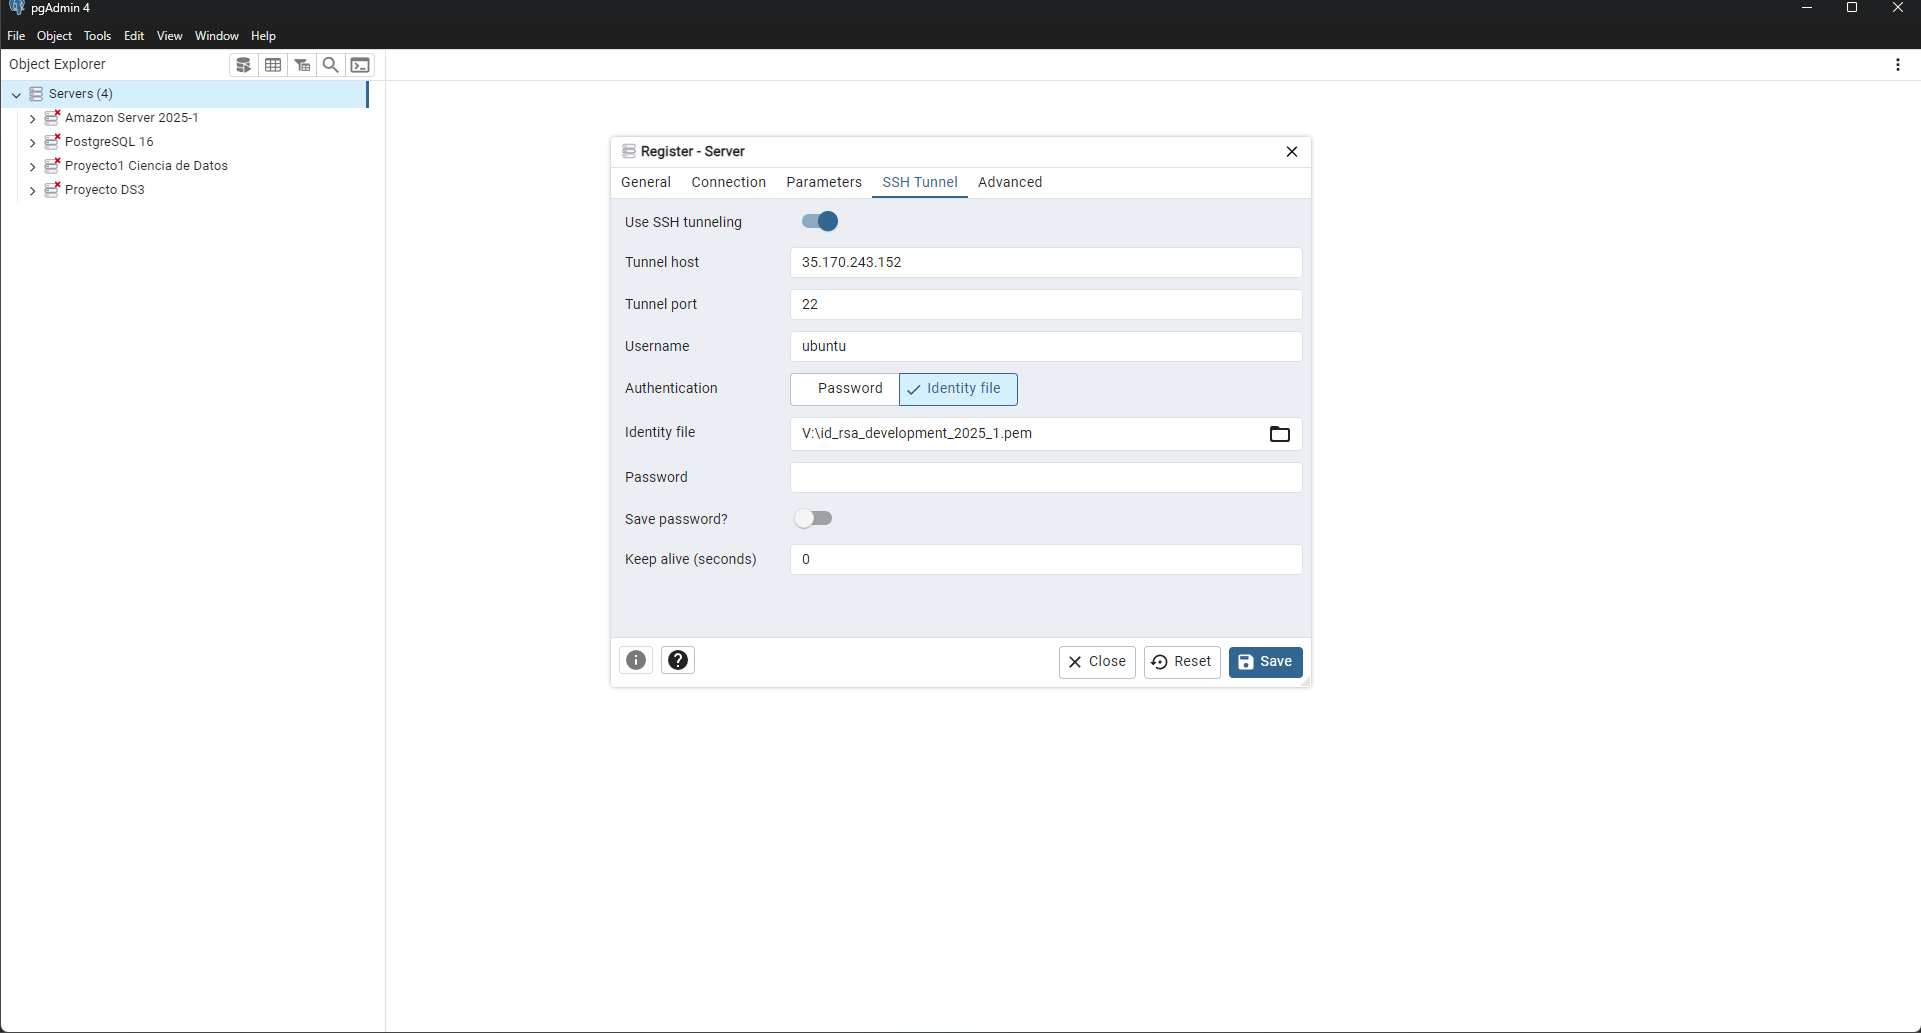 pgAdmin 4
File Object Tools Edit View Window Help
Object Explorer
Servers (4)
Amazon Server 2025-1
PostgreSQL 16
Proyecto1 Ciencia de Datos
Proyecto DS3
Register - Server
General Connection Parameters SSH Tunnel Advanced
Use SSH tunneling
Tunnel host 35.170.243.152
Tunnel port 22
Username ubuntu
Authentication Password Identity file
Identity file V:\id_rsa_development_2025_1.pem
Password
Save password?
Keep alive (seconds) 0
Close Reset Save